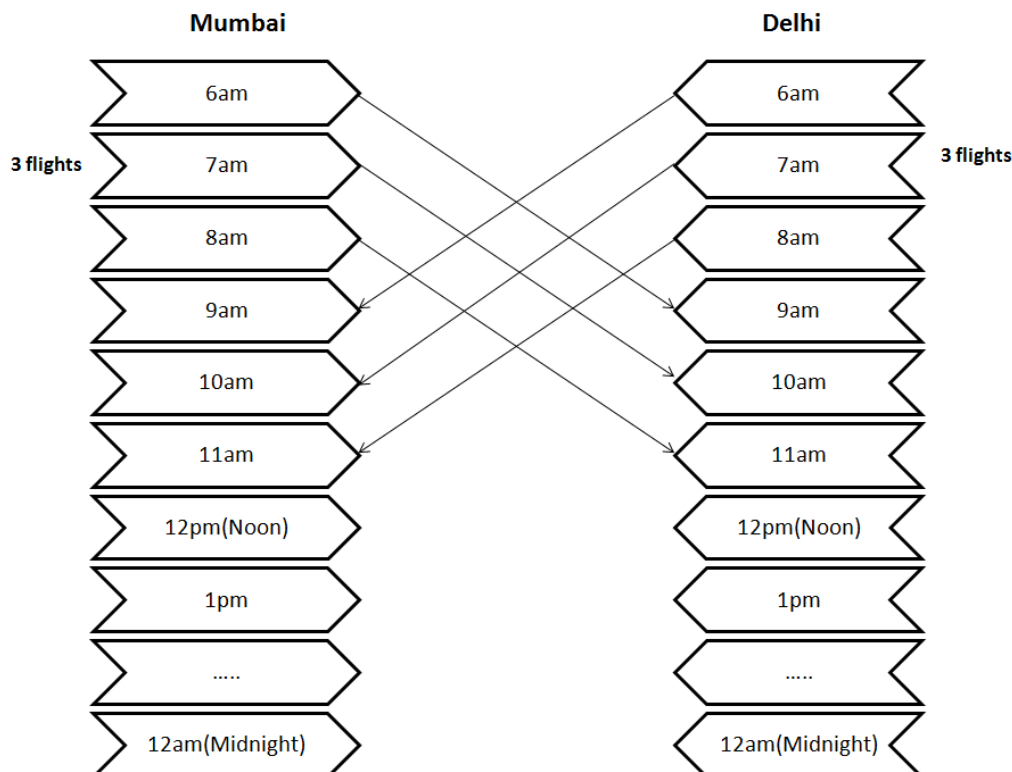 Mumbai Delhi
6am 6am
3 flights 7am 7am 3 flights
8am 8am
9am 9am
10am 10am
11am 11am
12pm(Noon) 12pm(Noon)
1pm 1pm
..... .....
12am(Midnight) 12am(Midnight)